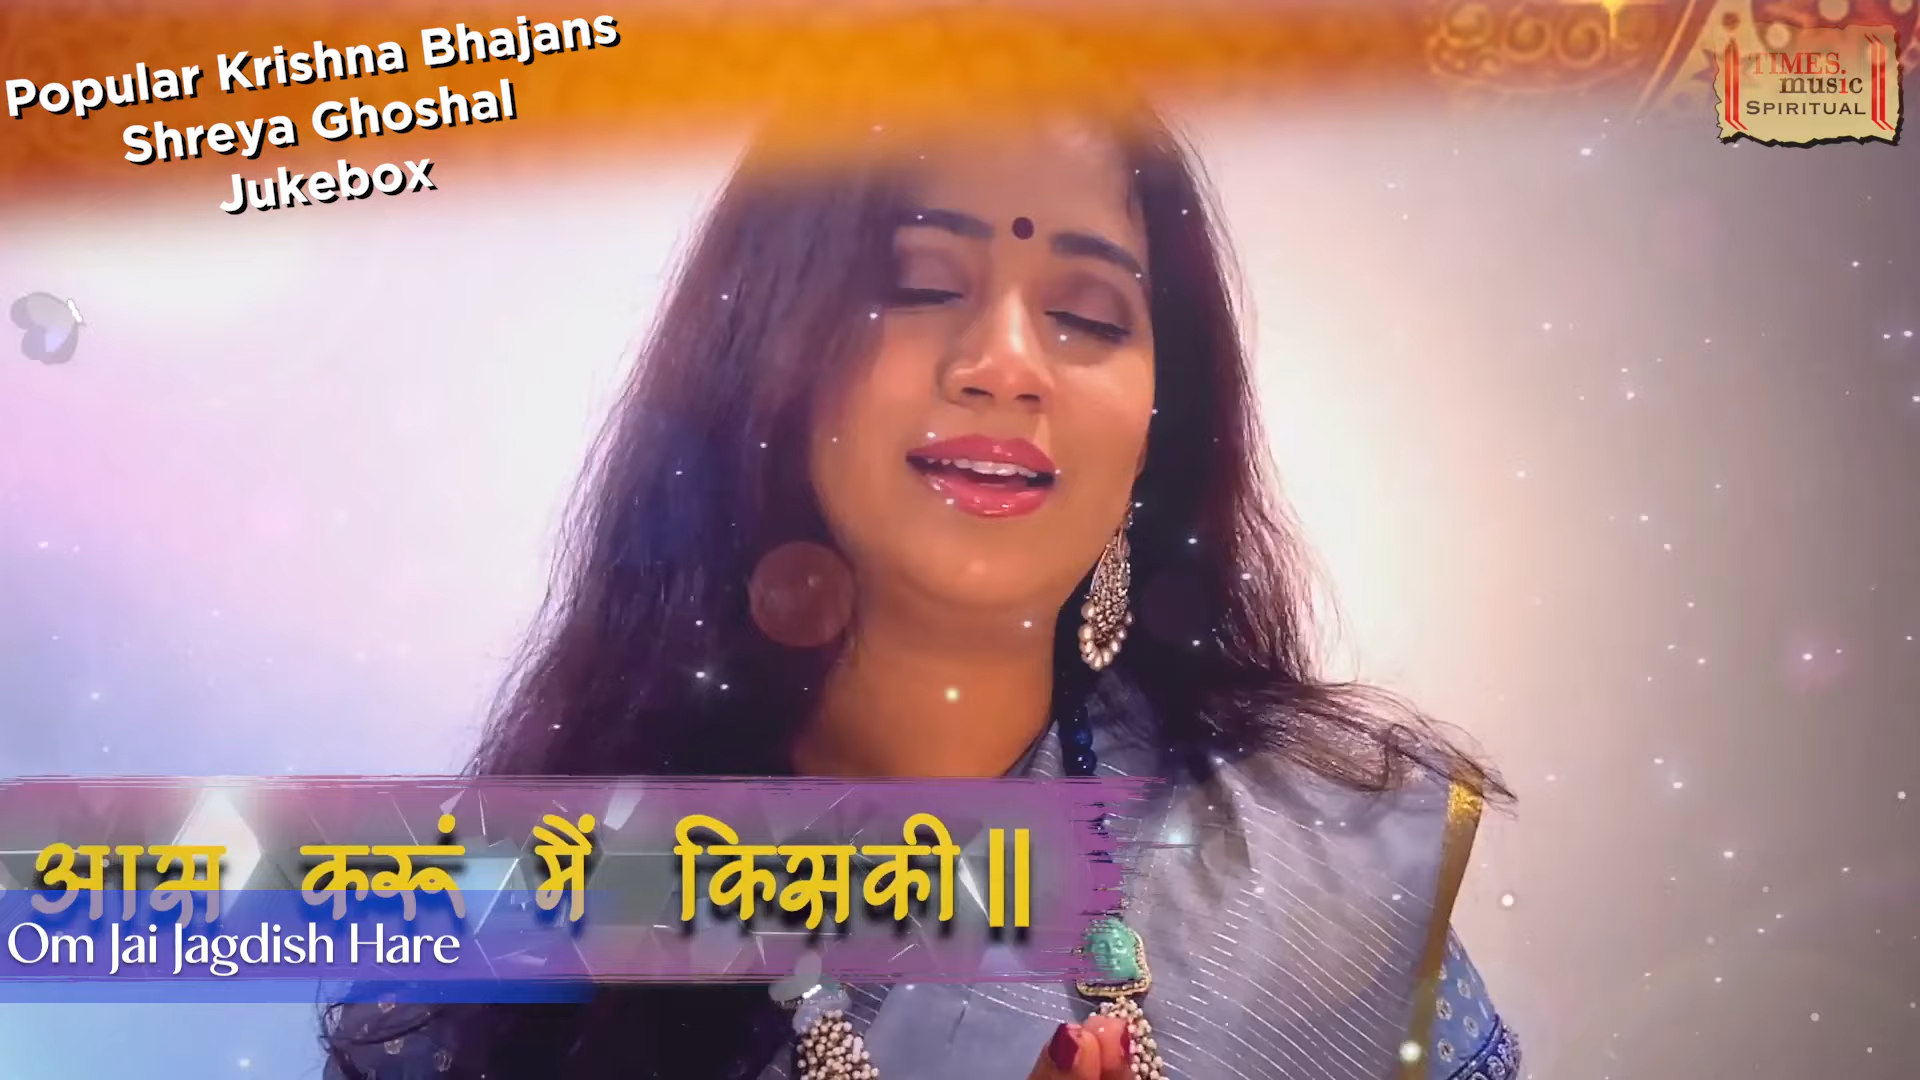 Popular Krishna Bhajans
Shreya Ghoshal
Jukebox
TIMES.
music
SPIRITUAL
आस करूं मैं किसकी॥
Om Jai Jagdish Hare